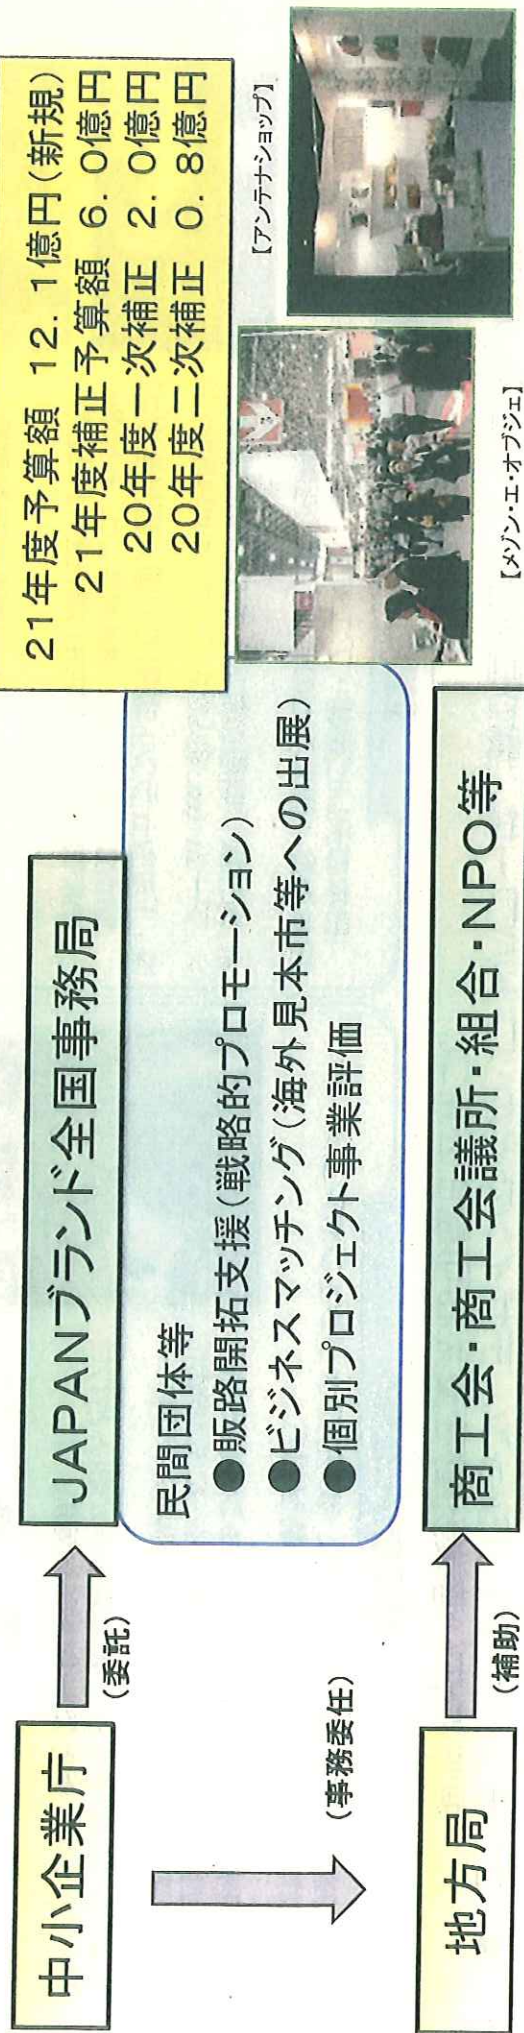 中小企業庁
(委託)
JAPANブランド全国事務局
21年度予算額 12.1億円(新規)
21年度補正予算額 6.0億円
20年度一次補正 2.0億円
20年度二次補正 0.8億円
民間団体等
●販路開拓支援(戦略的プロモーション)
●ビジネスマッチング(海外見本市等への出展)
●個別プロジェクト事業評価
【アンテナショップ】
【メゾン・エ・オブジェ】
(事務委任)
地方局
(補助)
商工会・商工会議所・組合・NPO等